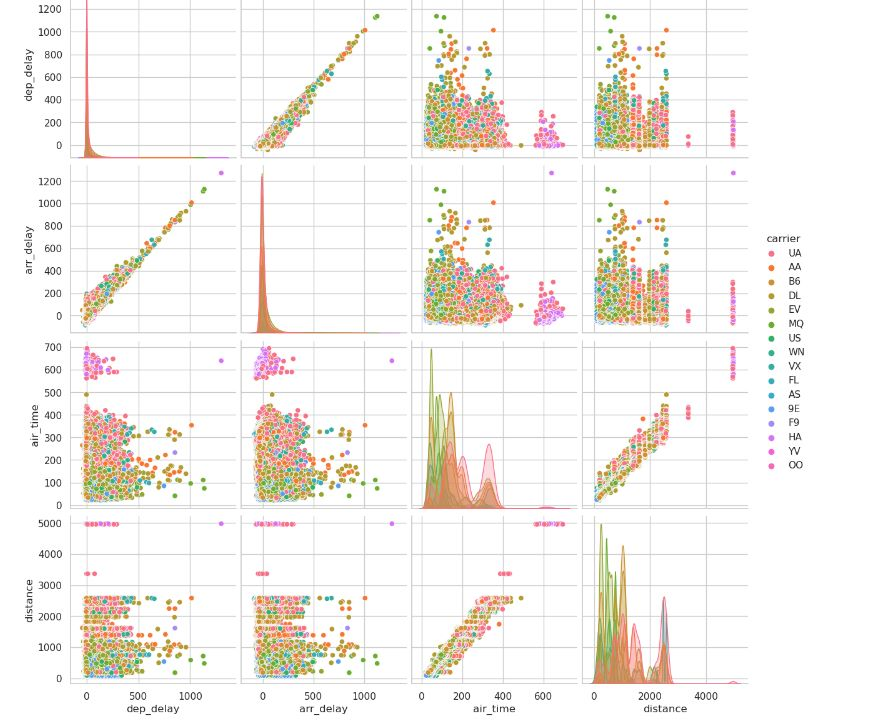 1200
1000
800
600
400
200
0
dep_delay
1200
1000
800
600
400
200
0
arr_delay
700
600
500
400
300
200
100
0
air_time
5000
4000
3000
2000
1000
0
distance
0 500 1000
dep_delay
0 500 1000
arr_delay
0 200 400 600
air_time
0 2000 4000
distance
carrier
UA
AA
B6
DL
EV
MQ
US
WN
VX
FL
AS
9E
F9
HA
YV
OO